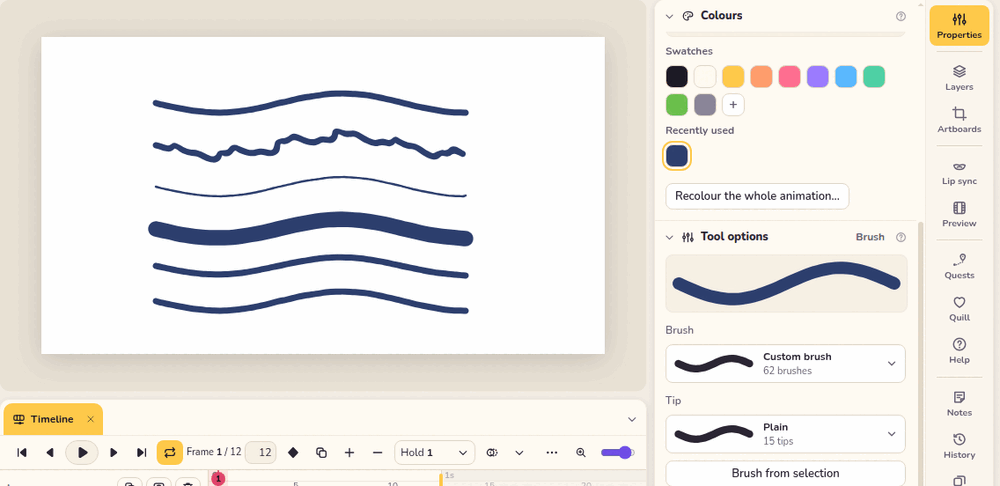 Colours
Properties
Swatches
Layers
Artboards
+
Recently used
Lip sync
Recolour the whole animation...
Preview
Tool options
Brush
Quests
Quill
Brush
Custom brush
62 brushes
Help
Tip
Notes
Timeline
Plain
15 tips
History
Frame 1 / 12
12
Hold 1
Brush from selection
1
5
10
1s
15
20